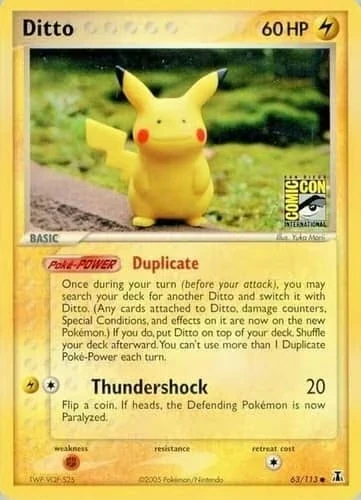 Ditto
60 HP
SAN DIEGO
COMIC CON
INTERNATIONAL
BASIC
Illus. Yuka Morii
Poké-POWER Duplicate
Once during your turn (before your attack), you may
search your deck for another Ditto and switch it with
Ditto. (Any cards attached to Ditto, damage counters,
Special Conditions, and effects on it are now on the new
Pokémon.) If you do, put Ditto on top of your deck. Shuffle
your deck afterward. You can't use more than 1 Duplicate
Poké-Power each turn.
Thundershock 20
Flip a coin. If heads, the Defending Pokémon is now
Paralyzed.
weakness resistance retreat cost
©2005 Pokémon/Nintendo 63/113